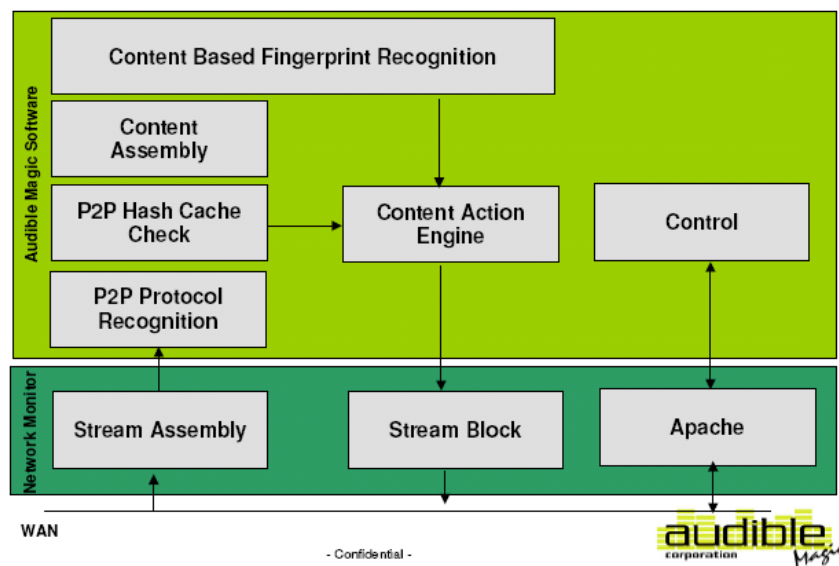 Audible Magic Software
Content Based Fingerprint Recognition
Content
Assembly
P2P Hash Cache
Check
Content Action
Engine
Control
P2P Protocol
Recognition
Network Monitor
Stream Assembly
Stream Block
Apache
WAN
- Confidential -
audible
corporation
Magic